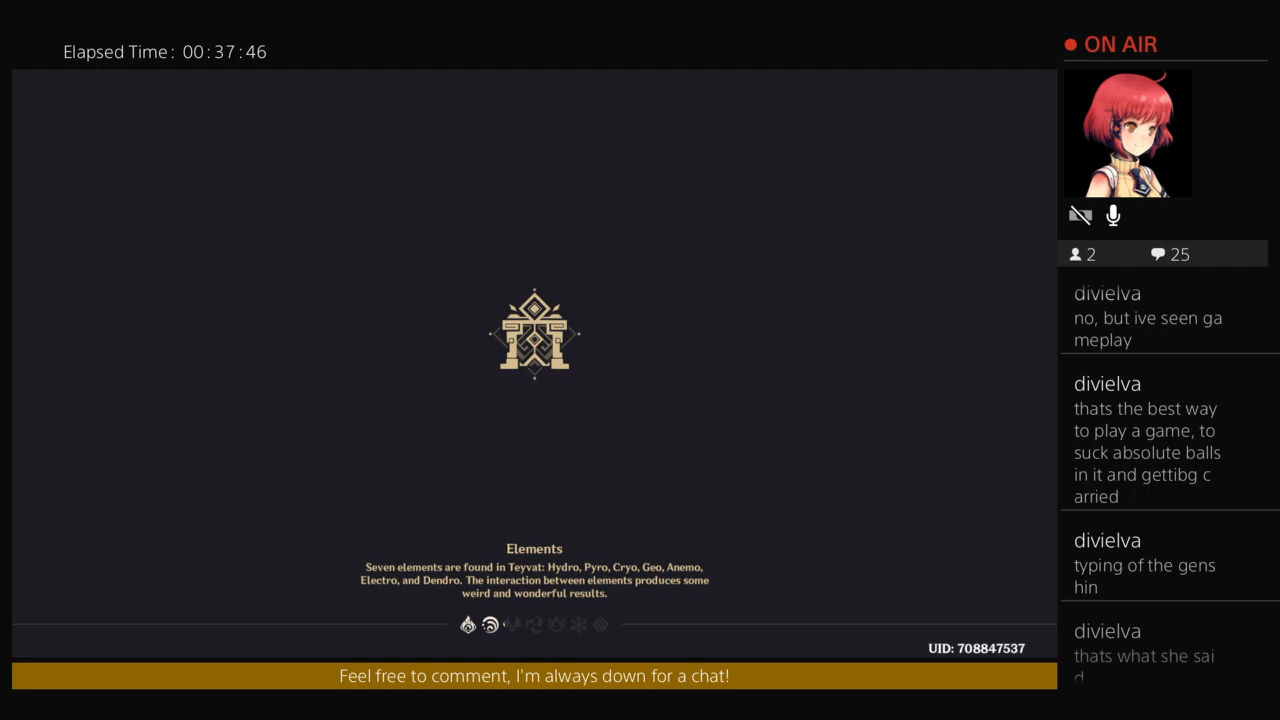 Elapsed Time: 00:37:46
ON AIR
2
25
divielva
no, but ive seen ga
meplay
divielva
thats the best way
to play a game, to
suck absolute balls
in it and gettibg c
arried
divielva
typing of the gens
hin
divielva
thats what she sai
d
Elements
Seven elements are found in Teyvat: Hydro, Pyro, Cryo, Geo, Anemo,
Electro, and Dendro. The interaction between elements produces some
weird and wonderful results.
UID: 708847537
Feel free to comment, I'm always down for a chat!